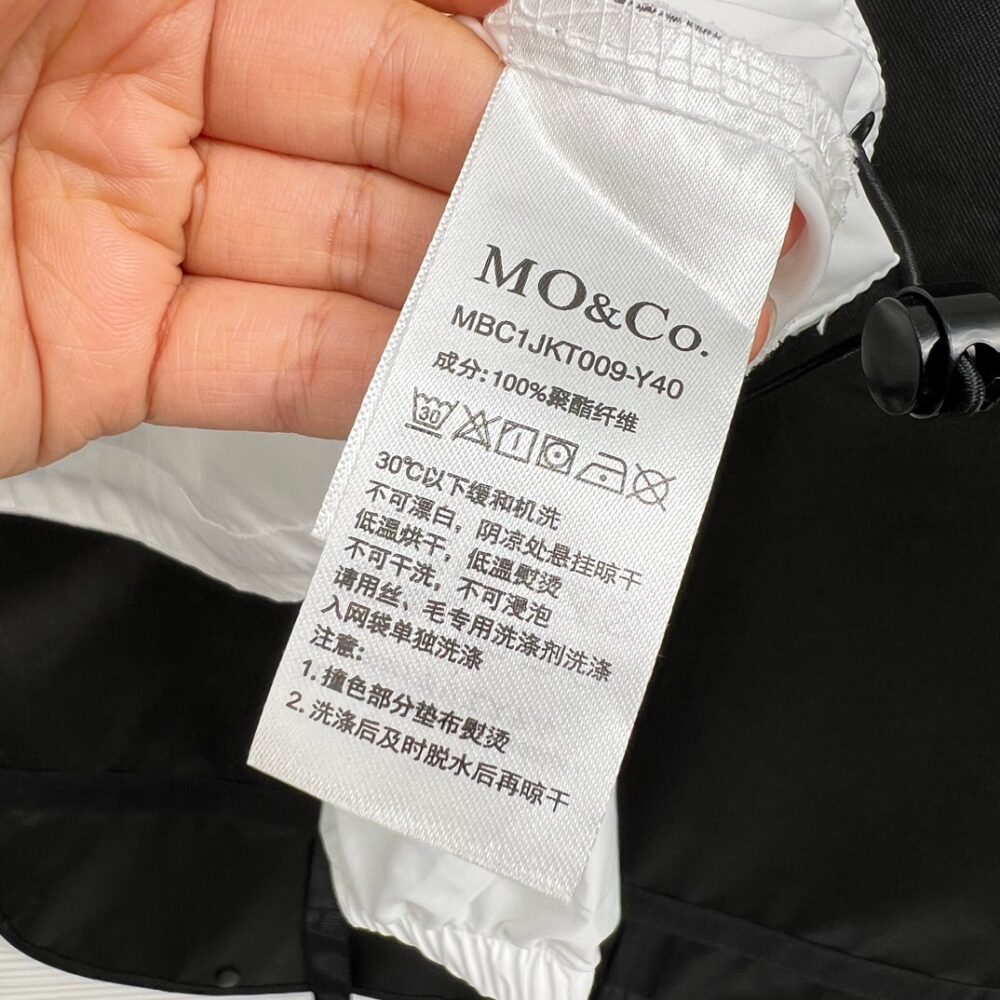 MO&Co.
MBC1JKT009-Y40
成分:100%聚酯纤维
30
30℃以下缓和机洗
不可漂白，阴凉处悬挂晾干
低温烘干，低温熨烫
不可干洗，不可浸泡
请用丝、毛专用洗涤剂洗涤
入网袋单独洗涤
注意:
1. 撞色部分垫布熨烫
2. 洗涤后及时脱水后再晾干